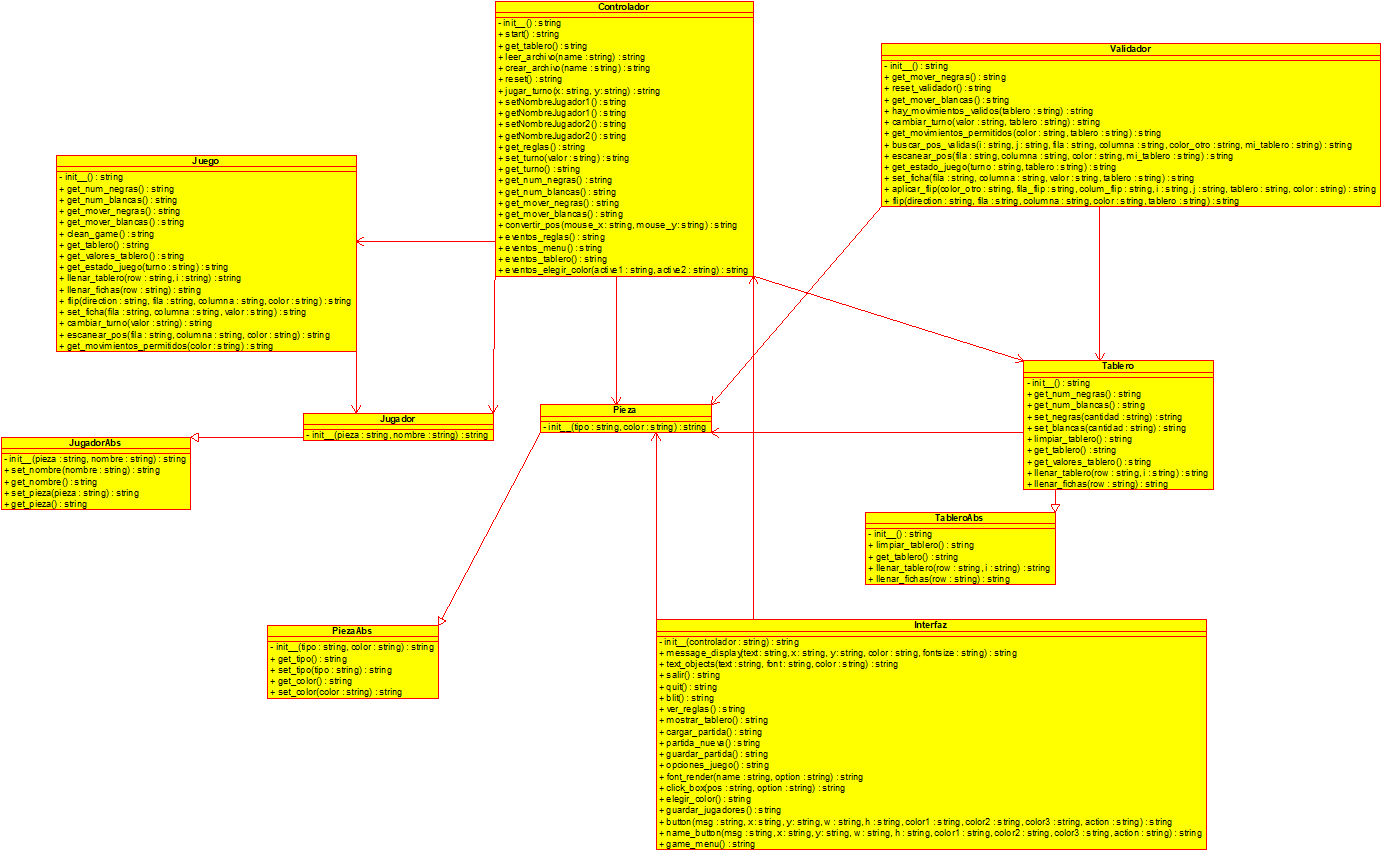 Controlador
- init__() : string
+ start() : string
+ get_tablero() : string
+ leer_archivo(name : string) : string
+ crear_archivo(name : string) : string
+ reset() : string
+ jugar_turno(x : string, y : string) : string
+ setNombreJugador1() : string
+ getNombreJugador1() : string
+ setNombreJugador2() : string
+ getNombreJugador2() : string
+ get_reglas() : string
+ set_turno(valor : string) : string
+ get_turno() : string
+ get_num_negras() : string
+ get_num_blancas() : string
+ get_mover_negras() : string
+ get_mover_blancas() : string
+ convertir_pos(mouse_x : string, mouse_y : string) : string
+ eventos_reglas() : string
+ eventos_menu() : string
+ eventos_tablero() : string
+ eventos_elegir_color(active1 : string, active2 : string) : string
Validador
- init__() : string
+ get_mover_negras() : string
+ reset_validador() : string
+ get_mover_blancas() : string
+ hay_movimientos_validos(tablero : string) : string
+ cambiar_turno(valor : string, tablero : string) : string
+ get_movimientos_permitidos(color : string, tablero : string) : string
+ buscar_pos_validas(i : string, j : string, fila : string, columna : string, color_otro : string, mi_tablero : string) : string
+ escanear_pos(fila : string, columna : string, color : string, mi_tablero : string) : string
+ get_estado_juego(turno : string, tablero : string) : string
+ set_ficha(fila : string, columna : string, valor : string, tablero : string) : string
+ aplicar_flip(color_otro : string, fila_flip : string, colum_flip : string, i : string, j : string, tablero : string, color : string) : string
+ flip(direction : string, fila : string, columna : string, color : string, tablero : string) : string
Juego
- init__() : string
+ get_num_negras() : string
+ get_num_blancas() : string
+ get_mover_negras() : string
+ get_mover_blancas() : string
+ clean_game() : string
+ get_tablero() : string
+ get_valores_tablero() : string
+ get_estado_juego(turno : string) : string
+ llenar_tablero(row : string, i : string) : string
+ llenar_fichas(row : string) : string
+ flip(direction : string, fila : string, columna : string, color : string) : string
+ set_ficha(fila : string, columna : string, valor : string) : string
+ cambiar_turno(valor : string) : string
+ escanear_pos(fila : string, columna : string, color : string) : string
+ get_movimientos_permitidos(color : string) : string
Tablero
- init__() : string
+ get_num_negras() : string
+ get_num_blancas() : string
+ set_negras(cantidad : string) : string
+ set_blancas(cantidad : string) : string
+ limpiar_tablero() : string
+ get_tablero() : string
+ get_valores_tablero() : string
+ llenar_tablero(row : string, i : string) : string
+ llenar_fichas(row : string) : string
Pieza
- init__(tipo : string, color : string) : string
Jugador
- init__(pieza : string, nombre : string) : string
JugadorAbs
- init__(pieza : string, nombre : string) : string
+ set_nombre(nombre : string) : string
+ get_nombre() : string
+ set_pieza(pieza : string) : string
+ get_pieza() : string
TableroAbs
- init__() : string
+ limpiar_tablero() : string
+ get_tablero() : string
+ llenar_tablero(row : string, i : string) : string
+ llenar_fichas(row : string) : string
PiezaAbs
- init__(tipo : string, color : string) : string
+ get_tipo() : string
+ set_tipo(tipo : string) : string
+ get_color() : string
+ set_color(color : string) : string
Interfaz
- init__(controlador : string) : string
+ message_display(text : string, x : string, y : string, color : string, fontsize : string) : string
+ text_objects(text : string, font : string, color : string) : string
+ salir() : string
+ quit() : string
+ blit() : string
+ ver_reglas() : string
+ mostrar_tablero() : string
+ cargar_partida() : string
+ partida_nueva() : string
+ guardar_partida() : string
+ opciones_juego() : string
+ font_render(name : string, option : string) : string
+ click_box(pos : string, option : string) : string
+ elegir_color() : string
+ guardar_jugadores() : string
+ button(msg : string, x : string, y : string, w : string, h : string, color1 : string, color2 : string, color3 : string, action : string) : string
+ name_button(msg : string, x : string, y : string, w : string, h : string, color1 : string, color2 : string, color3 : string, action : string) : string
+ game_menu() : string